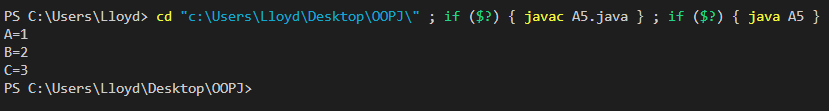 PS C:\Users\Lloyd> cd "c:\Users\Lloyd\Desktop\OOPJ\" ; if ($?) { javac A5.java } ; if ($?) { java A5 }
A=1
B=2
C=3
PS C:\Users\Lloyd\Desktop\OOPJ>